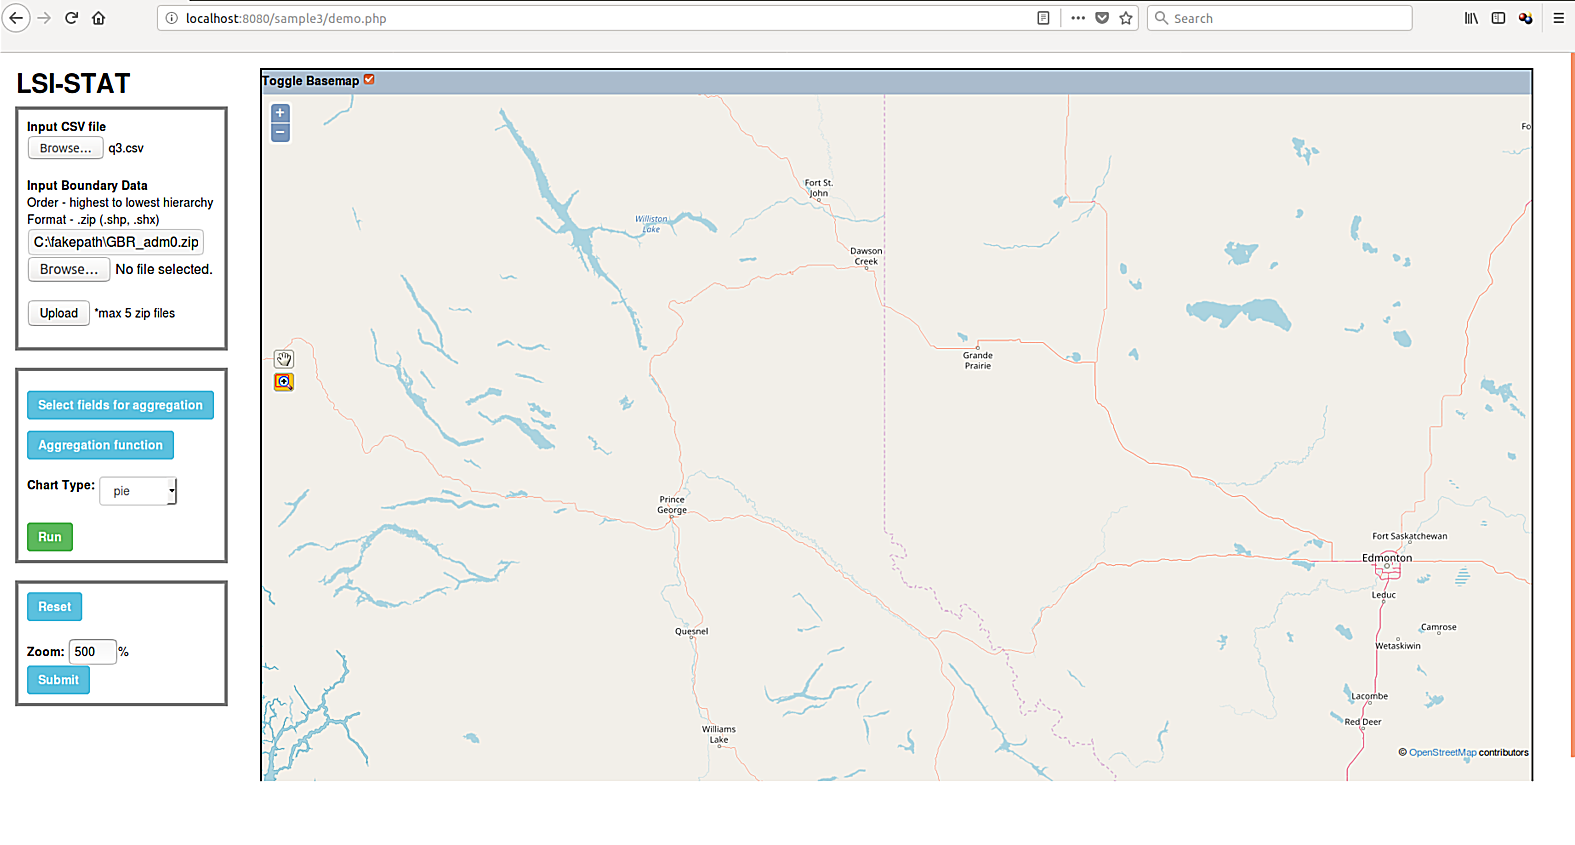 localhost:8080/sample3/demo.php
Search
LSI-STAT
Input CSV file
Browse... q3.csv
Input Boundary Data
Order - highest to lowest hierarchy
Format - .zip (.shp, .shx)
C:\fakepath\GBR_adm0.zip
Browse... No file selected.
Upload *max 5 zip files
Select fields for aggregation
Aggregation function
Chart Type: pie
Run
Reset
Zoom: 500 %
Submit
Toggle Basemap
+
−
Fo
Fort St.
John
Williston
Lake
Dawson
Creek
Grande
Prairie
Prince
George
Fort Saskatchewan
Edmonton
Leduc
Quesnel
Camrose
Wetaskiwin
Lacombe
Red Deer
Williams
Lake
© OpenStreetMap contributors